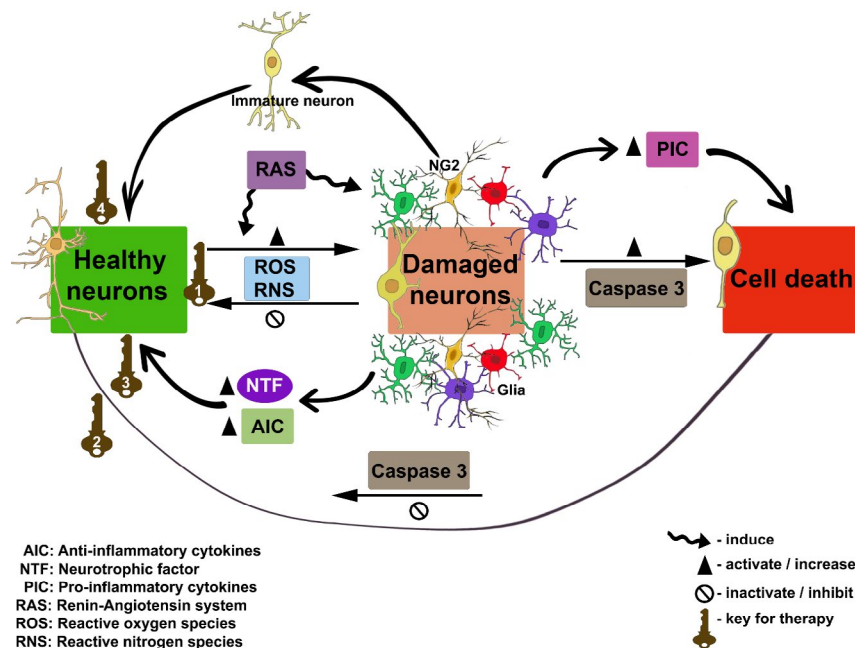 Immature neuron
NG2
PIC
RAS
4
Healthy
neurons
1
ROS
RNS
Damaged
neurons
Caspase 3
Cell death
3
NTF
AIC
Glia
2
Caspase 3
AIC: Anti-inflammatory cytokines
NTF: Neurotrophic factor
PIC: Pro-inflammatory cytokines
RAS: Renin-Angiotensin system
ROS: Reactive oxygen species
RNS: Reactive nitrogen species
- induce
- activate / increase
- inactivate / inhibit
- key for therapy